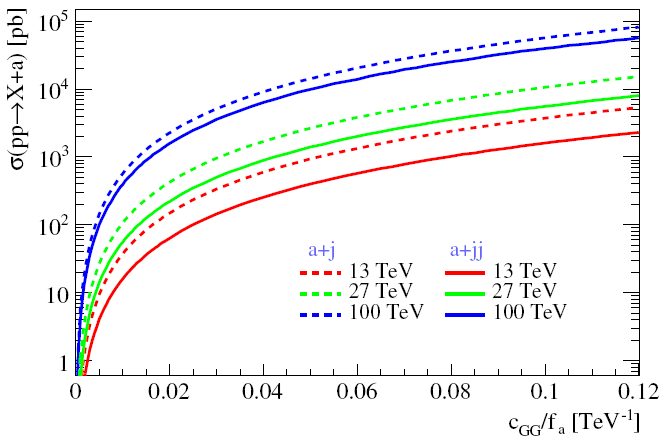 σ(pp→X+a) [pb]
10⁵
10⁴
10³
10²
10
1
a+j a+jj
13 TeV 13 TeV
27 TeV 27 TeV
100 TeV 100 TeV
0 0.02 0.04 0.06 0.08 0.1 0.12
c_GG/f_a [TeV⁻¹]